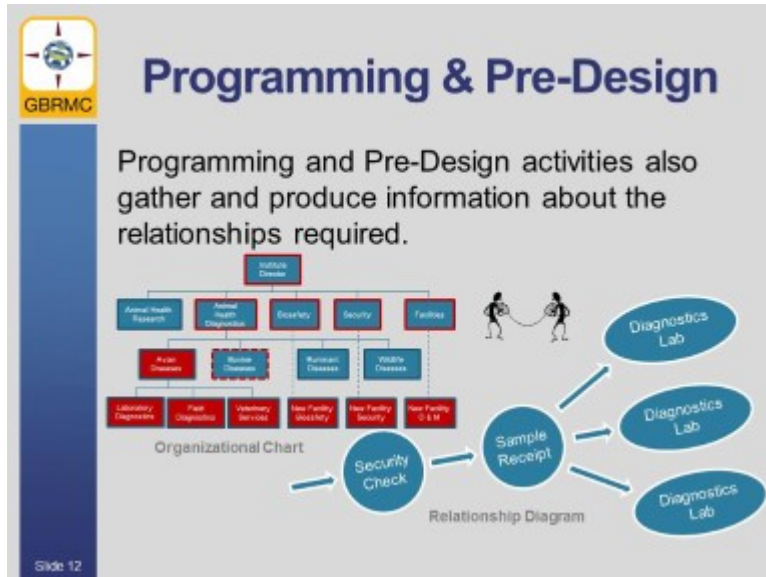 GBRMC
Programming & Pre-Design
Programming and Pre-Design activities also
gather and produce information about the
relationships required.
Institute
Director
Animal Health
Research
Animal
Health
Diagnostics
Biosafety
Security
Facilities
Avian
Diseases
Diseases
Ruminant
Diseases
Wildlife
Diseases
Laboratory
Diagnostics
Diagnostics
Veterinary
Services
New Facility
Biosafety
New Facility
Security
New Facility
O & M
Organizational Chart
Security
Check
Sample
Receipt
Diagnostics
Lab
Diagnostics
Lab
Diagnostics
Lab
Relationship Diagram
Slide 12